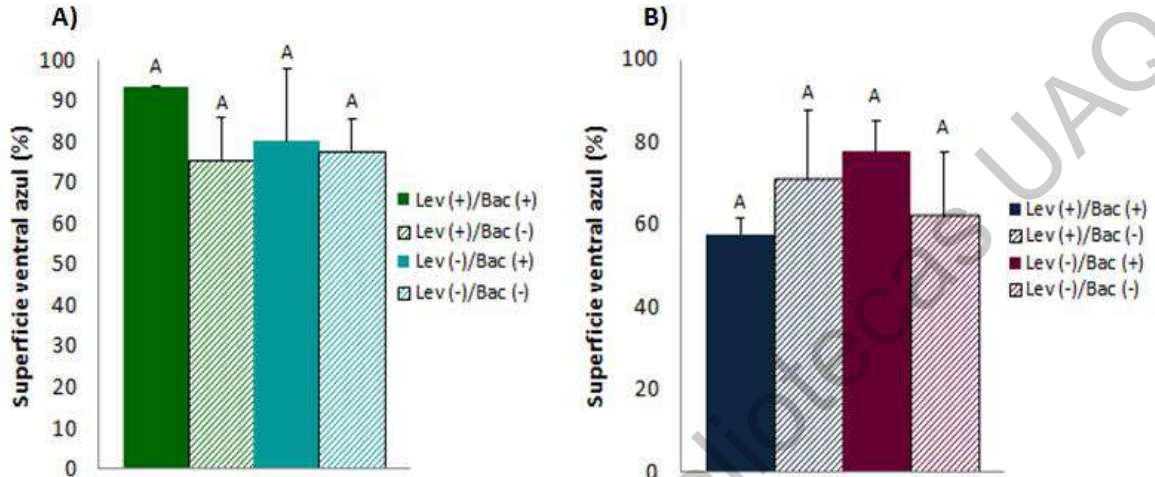 A)
Superficie ventral azul (%)
100
90
80
70
60
50
40
30
20
10
0
A
A
A
A
Lev (+)/Bac (+)
Lev (+)/Bac (-)
Lev (-)/Bac (+)
Lev (-)/Bac (-)
B)
Superficie ventral azul (%)
100
80
60
40
20
0
A
A
A
A
Lev (+)/Bac (+)
Lev (+)/Bac (-)
Lev (-)/Bac (+)
Lev (-)/Bac (-)
liotecas UAQ